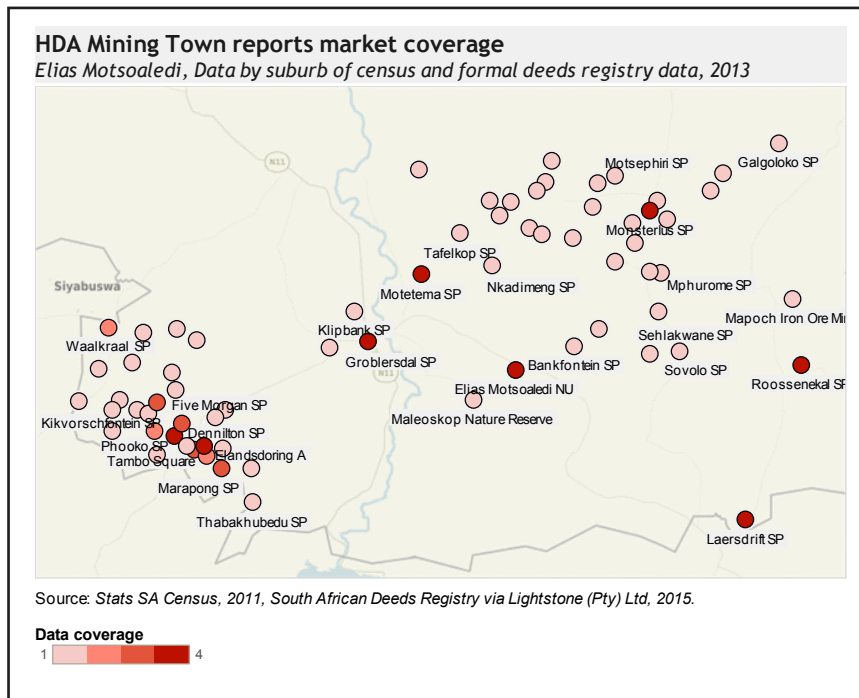 HDA Mining Town reports market coverage
Elias Motsoaledi, Data by suburb of census and formal deeds registry data, 2013
N11
Motsephiri SP
Galgoloko SP
Monsterlus SP
Tafelkop SP
Siyabuswa
Motetema SP
Nkadimeng SP
Mphurome SP
Mapoch Iron Ore Min
Klipbank SP
Waalkraal SP
Sehlakwane SP
Groblersdal SP
Bankfontein SP
Sovolo SP
N11
Roossenekal SP
Elias Motsoaledi NU
Five Morgan SP
Maleoskop Nature Reserve
Kikvorschfontein SP
Dennilton SP
Phooko SP
Elandsdoring A
Tambo Square
Marapong SP
Thabakhubedu SP
Laersdrift SP
Source: Stats SA Census, 2011, South African Deeds Registry via Lightstone (Pty) Ltd, 2015.
Data coverage
1 4